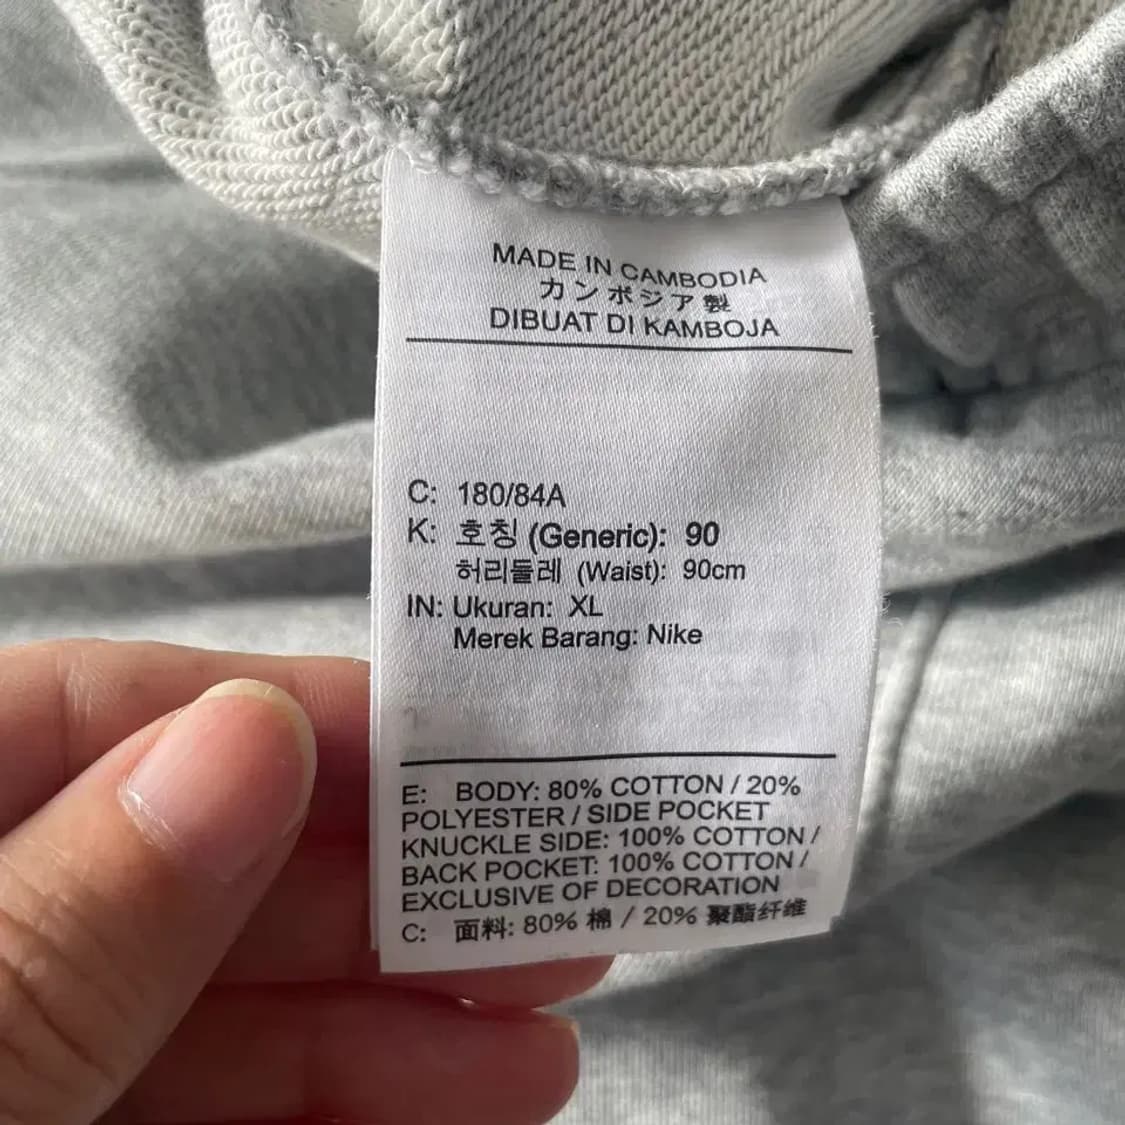 MADE IN CAMBODIA
カンボジア製
DIBUAT DI KAMBOJA
C: 180/84A
K: 호칭 (Generic): 90
허리둘레 (Waist): 90cm
IN: Ukuran: XL
Merek Barang: Nike
E: BODY: 80% COTTON / 20%
POLYESTER / SIDE POCKET
KNUCKLE SIDE: 100% COTTON /
BACK POCKET: 100% COTTON /
EXCLUSIVE OF DECORATION
C: 面料: 80% 棉 / 20% 聚酯纤维